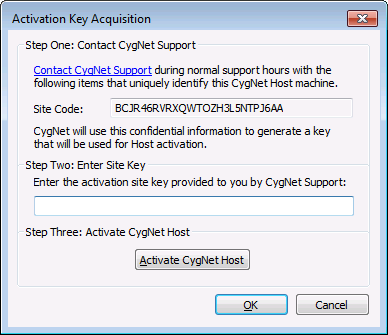 Activation Key Acquisition
Step One: Contact CygNet Support
Contact CygNet Support during normal support hours with the
following items that uniquely identify this CygNet Host machine.
Site Code: BCJR46RVRXQWTOZH3L5NTPJ6AA
CygNet will use this confidential information to generate a key
that will be used for Host activation.
Step Two: Enter Site Key
Enter the activation site key provided to you by CygNet Support:
Step Three: Activate CygNet Host
Activate CygNet Host
OK Cancel